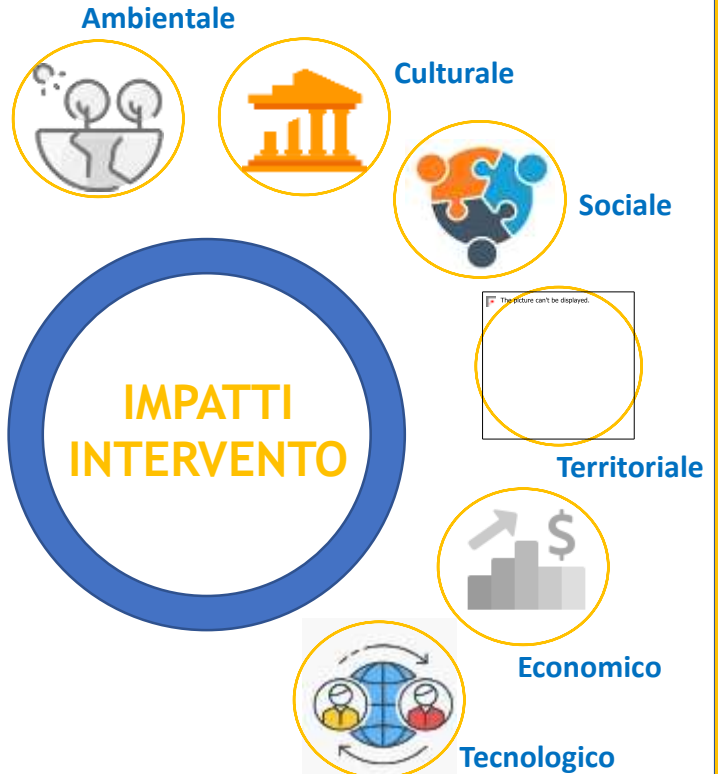 Ambientale
Culturale
Sociale
The picture can't be displayed.
IMPATTI
INTERVENTO
Territoriale
$
Economico
Tecnologico